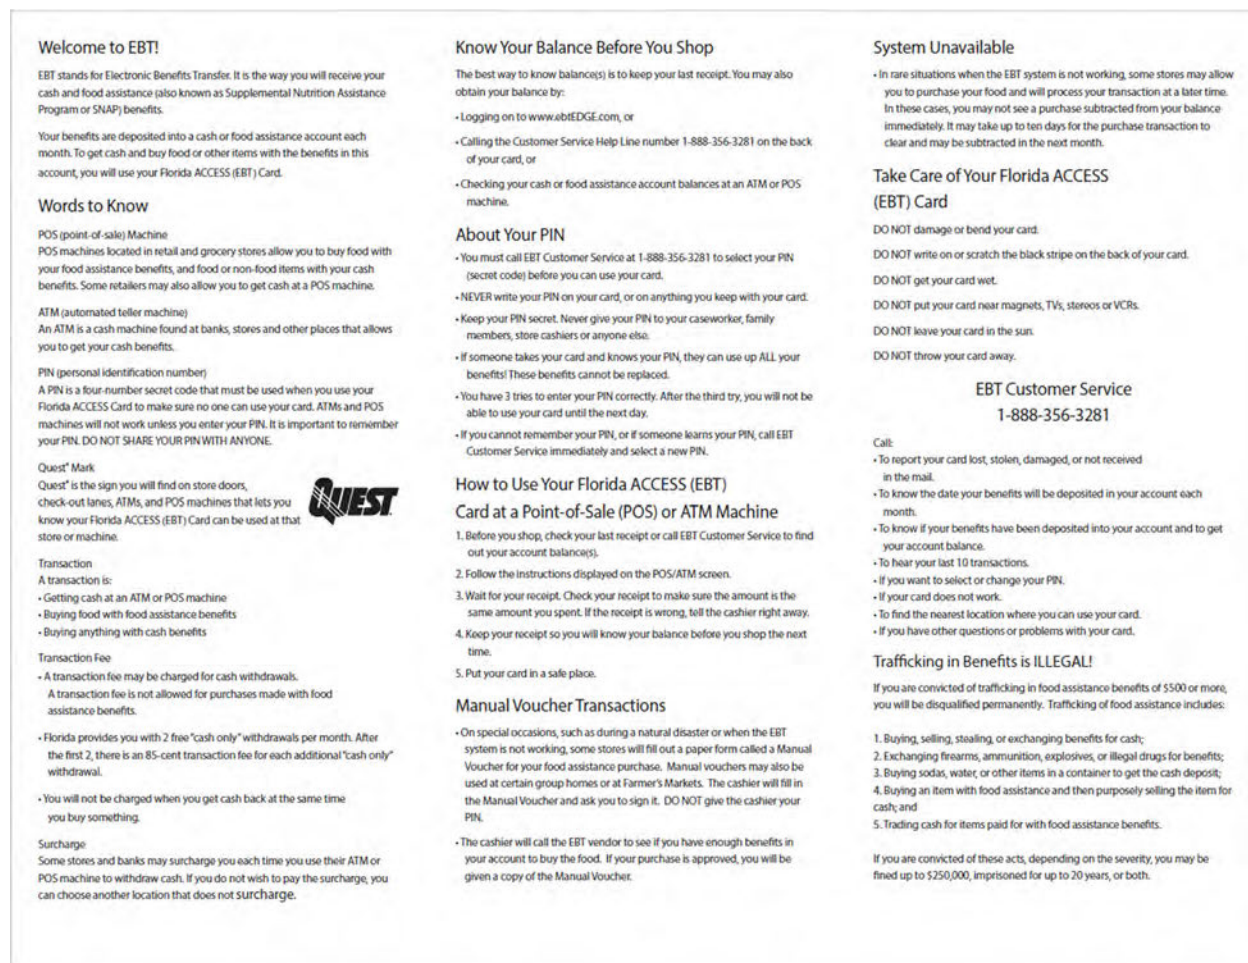 Welcome to EBT!
EBT stands for Electronic Benefits Transfer. It is the way you will receive your
cash and food assistance (also known as Supplemental Nutrition Assistance
Program or SNAP) benefits.
Your benefits are deposited into a cash or food assistance account each
month. To get cash and buy food or other items with the benefits in this
account, you will use your Florida ACCESS (EBT) Card.
Words to Know
POS (point-of-sale) Machine
POS machines located in retail and grocery stores allow you to buy food with
your food assistance benefits, and food or non-food items with your cash
benefits. Some retailers may also allow you to get cash at a POS machine.
ATM (automated teller machine)
An ATM is a cash machine found at banks, stores and other places that allows
you to get your cash benefits.
PIN (personal identification number)
A PIN is a four-number secret code that must be used when you use your
Florida ACCESS Card to make sure no one can use your card. ATMs and POS
machines will not work unless you enter your PIN. It is important to remember
your PIN. DO NOT SHARE YOUR PIN WITH ANYONE.
Quest® Mark
Quest® is the sign you will find on store doors,
check-out lanes, ATMs, and POS machines that lets you
know your Florida ACCESS (EBT) Card can be used at that
store or machine.
QUEST
Transaction
A transaction is:
• Getting cash at an ATM or POS machine
• Buying food with food assistance benefits
• Buying anything with cash benefits
Transaction Fee
• A transaction fee may be charged for cash withdrawals.
A transaction fee is not allowed for purchases made with food
assistance benefits.
• Florida provides you with 2 free "cash only" withdrawals per month. After
the first 2, there is an 85-cent transaction fee for each additional "cash only"
withdrawal.
• You will not be charged when you get cash back at the same time
you buy something.
Surcharge
Some stores and banks may surcharge you each time you use their ATM or
POS machine to withdraw cash. If you do not wish to pay the surcharge, you
can choose another location that does not surcharge.
Know Your Balance Before You Shop
The best way to know balance(s) is to keep your last receipt. You may also
obtain your balance by:
• Logging on to www.ebtEDGE.com, or
• Calling the Customer Service Help Line number 1-888-356-3281 on the back
of your card, or
• Checking your cash or food assistance account balances at an ATM or POS
machine.
About Your PIN
• You must call EBT Customer Service at 1-888-356-3281 to select your PIN
(secret code) before you can use your card.
• NEVER write your PIN on your card, or on anything you keep with your card.
• Keep your PIN secret. Never give your PIN to your caseworker, family
members, store cashiers or anyone else.
• If someone takes your card and knows your PIN, they can use up ALL your
benefits! These benefits cannot be replaced.
• You have 3 tries to enter your PIN correctly. After the third try, you will not be
able to use your card until the next day.
• If you cannot remember your PIN, or if someone learns your PIN, call EBT
Customer Service immediately and select a new PIN.
How to Use Your Florida ACCESS (EBT)
Card at a Point-of-Sale (POS) or ATM Machine
1. Before you shop, check your last receipt or call EBT Customer Service to find
out your account balance(s).
2. Follow the instructions displayed on the POS/ATM screen.
3. Wait for your receipt. Check your receipt to make sure the amount is the
same amount you spent. If the receipt is wrong, tell the cashier right away.
4. Keep your receipt so you will know your balance before you shop the next
time.
5. Put your card in a safe place.
Manual Voucher Transactions
• On special occasions, such as during a natural disaster or when the EBT
system is not working, some stores will fill out a paper form called a Manual
Voucher for your food assistance purchase. Manual vouchers may also be
used at certain group homes or at Farmer's Markets. The cashier will fill in
the Manual Voucher and ask you to sign it. DO NOT give the cashier your
PIN.
• The cashier will call the EBT vendor to see if you have enough benefits in
your account to buy the food. If your purchase is approved, you will be
given a copy of the Manual Voucher.
System Unavailable
• In rare situations when the EBT system is not working, some stores may allow
you to purchase your food and will process your transaction at a later time.
In these cases, you may not see a purchase subtracted from your balance
immediately. It may take up to ten days for the purchase transaction to
clear and may be subtracted in the next month.
Take Care of Your Florida ACCESS
(EBT) Card
DO NOT damage or bend your card.
DO NOT write on or scratch the black stripe on the back of your card.
DO NOT get your card wet.
DO NOT put your card near magnets, TVs, stereos or VCRs.
DO NOT leave your card in the sun.
DO NOT throw your card away.
EBT Customer Service
1-888-356-3281
Call:
• To report your card lost, stolen, damaged, or not received
in the mail.
• To know the date your benefits will be deposited in your account each
month.
• To know if your benefits have been deposited into your account and to get
your account balance.
• To hear your last 10 transactions.
• If you want to select or change your PIN.
• If your card does not work.
• To find the nearest location where you can use your card.
• If you have other questions or problems with your card.
Trafficking in Benefits is ILLEGAL!
If you are convicted of trafficking in food assistance benefits of $500 or more,
you will be disqualified permanently. Trafficking of food assistance includes:
1. Buying, selling, stealing, or exchanging benefits for cash;
2. Exchanging firearms, ammunition, explosives, or illegal drugs for benefits;
3. Buying sodas, water, or other items in a container to get the cash deposit;
4. Buying an item with food assistance and then purposely selling the item for
cash; and
5. Trading cash for items paid for with food assistance benefits.
If you are convicted of these acts, depending on the severity, you may be
fined up to $250,000, imprisoned for up to 20 years, or both.